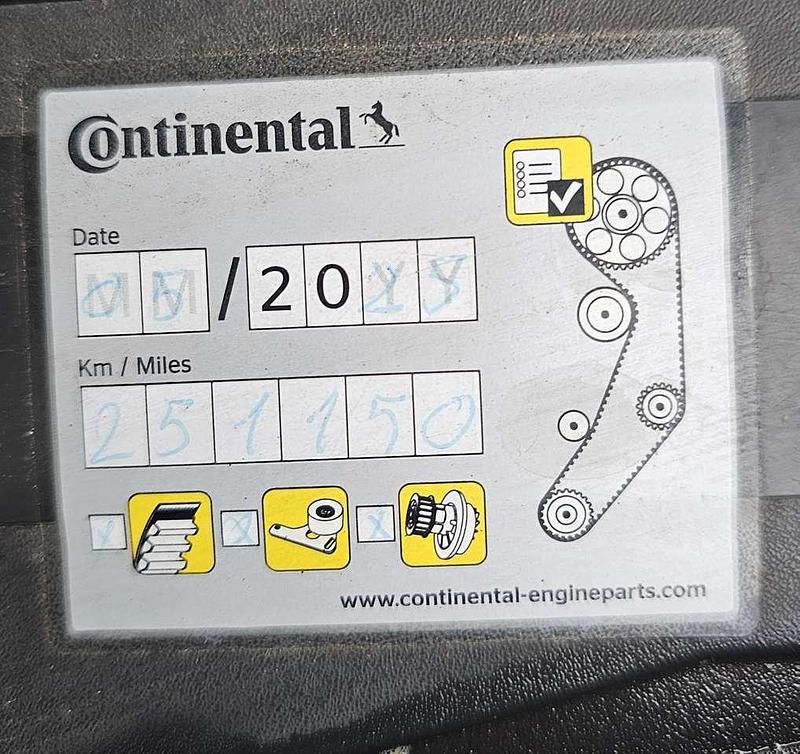 Continental
Date
/ 20
Km / Miles
251150
x x x
www.continental-engineparts.com